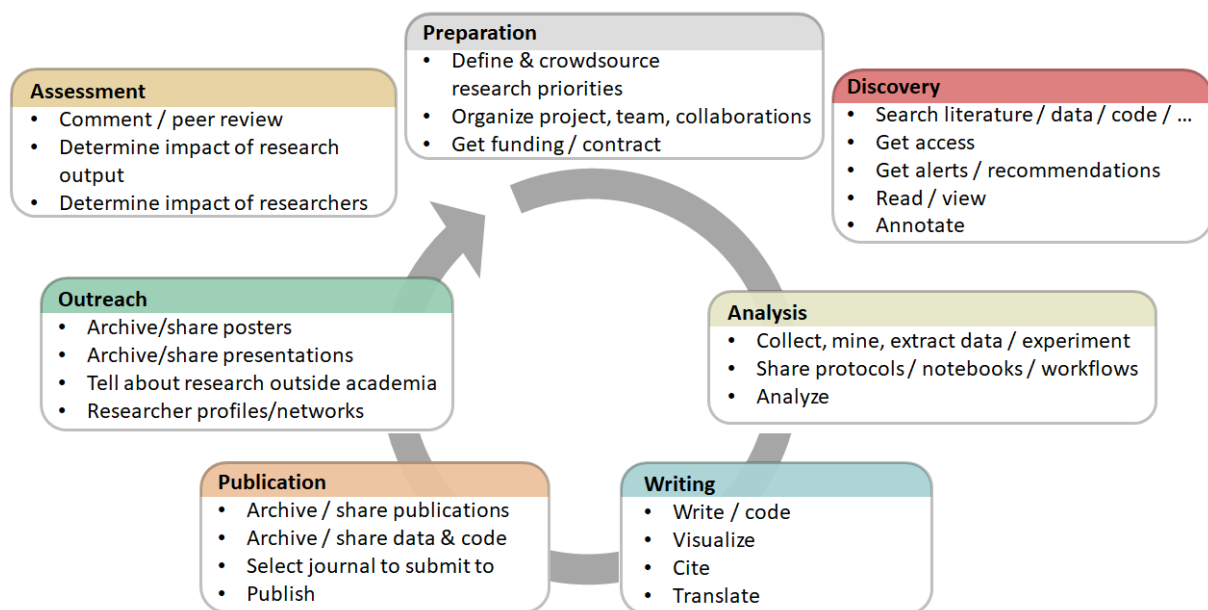 Preparation
• Define & crowdsource
research priorities
• Organize project, team, collaborations
• Get funding / contract
Discovery
• Search literature / data / code / ...
• Get access
• Get alerts / recommendations
• Read / view
• Annotate
Analysis
• Collect, mine, extract data / experiment
• Share protocols / notebooks / workflows
• Analyze
Writing
• Write / code
• Visualize
• Cite
• Translate
Publication
• Archive / share publications
• Archive / share data & code
• Select journal to submit to
• Publish
Outreach
• Archive/share posters
• Archive/share presentations
• Tell about research outside academia
• Researcher profiles/networks
Assessment
• Comment / peer review
• Determine impact of research
output
• Determine impact of researchers